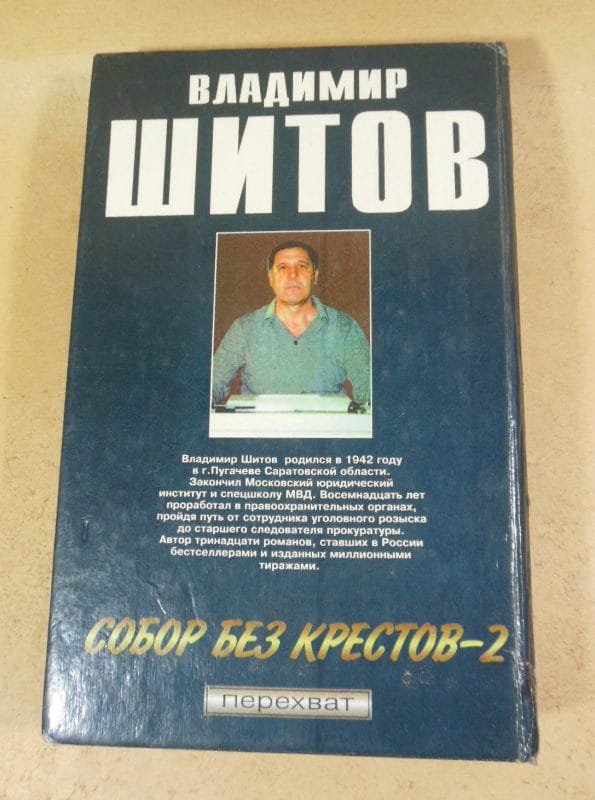 ВЛАДИМИР
ШИТОВ
Владимир Шитов родился в 1942 году
в г.Пугачеве Саратовской области.
Закончил Московский юридический
институт и спецшколу МВД. Восемнадцать лет
проработал в правоохранительных органах,
пройдя путь от сотрудника уголовного розыска
до старшего следователя прокуратуры.
Автор тринадцати романов, ставших в России
бестселлерами и изданных миллионными
тиражами.
СОБОР БЕЗ КРЕСТОВ-2
перехват